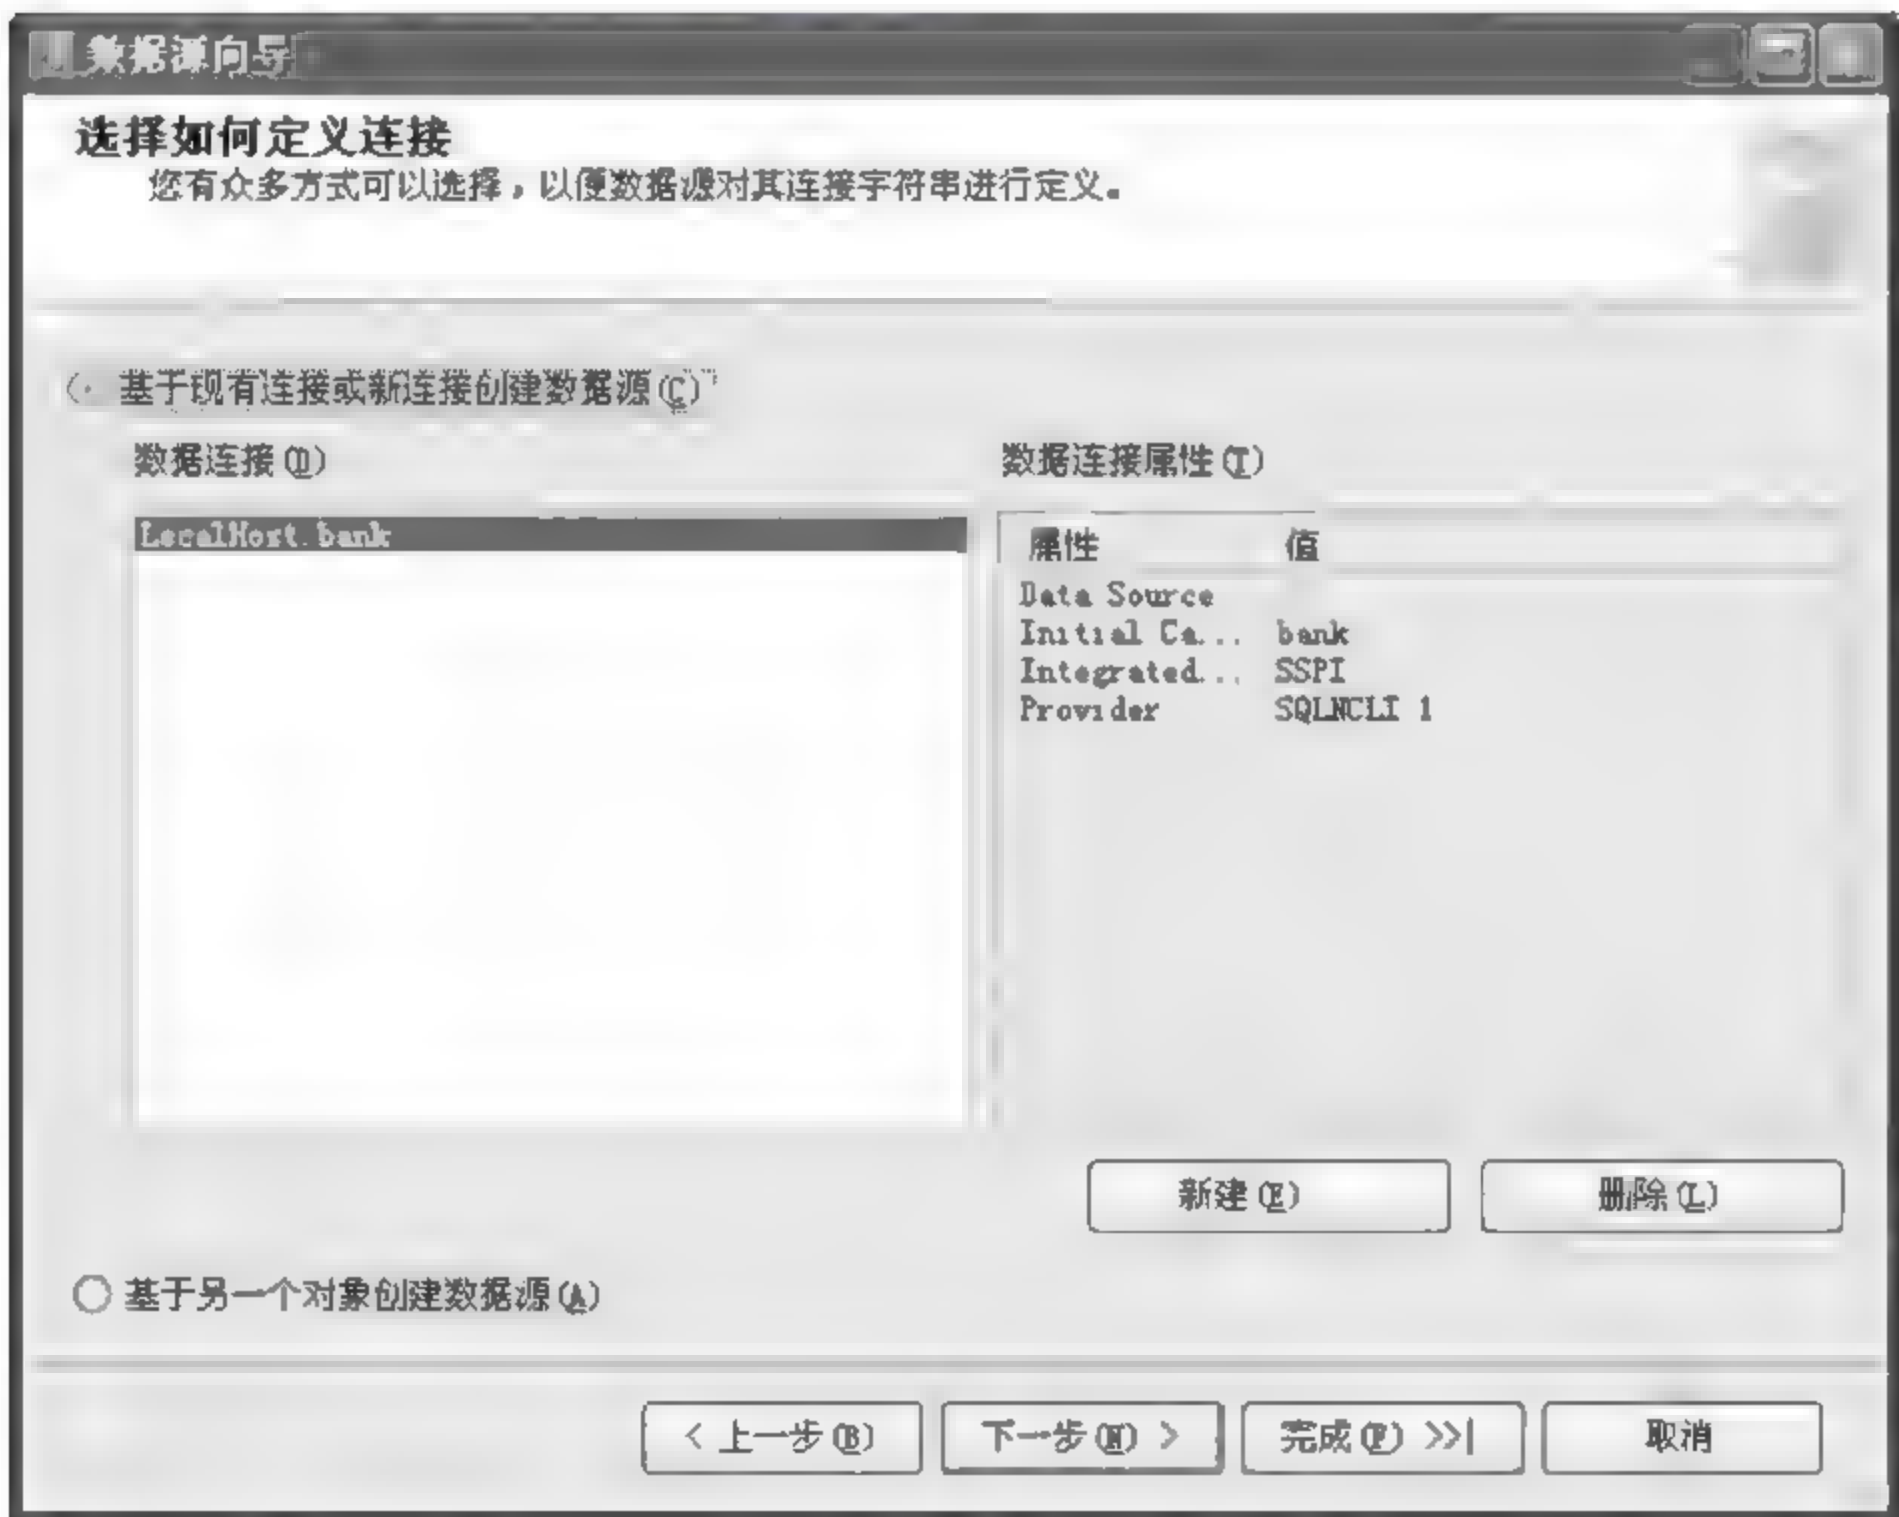 数据源向导
选择如何定义连接
您有众多方式可以选择，以便数据源对其连接字符串进行定义。
基于现有连接或新连接创建数据源(C)
数据连接(D)
数据连接属性(T)
LocalHost.bank
属性 值
Data Source
Initial Ca... bank
Integrated... SSPI
Provider SQLNCLI 1
新建(E)
删除(L)
基于另一个对象创建数据源(A)
< 上一步(B)
下一步(N) >
完成(F) >>|
取消